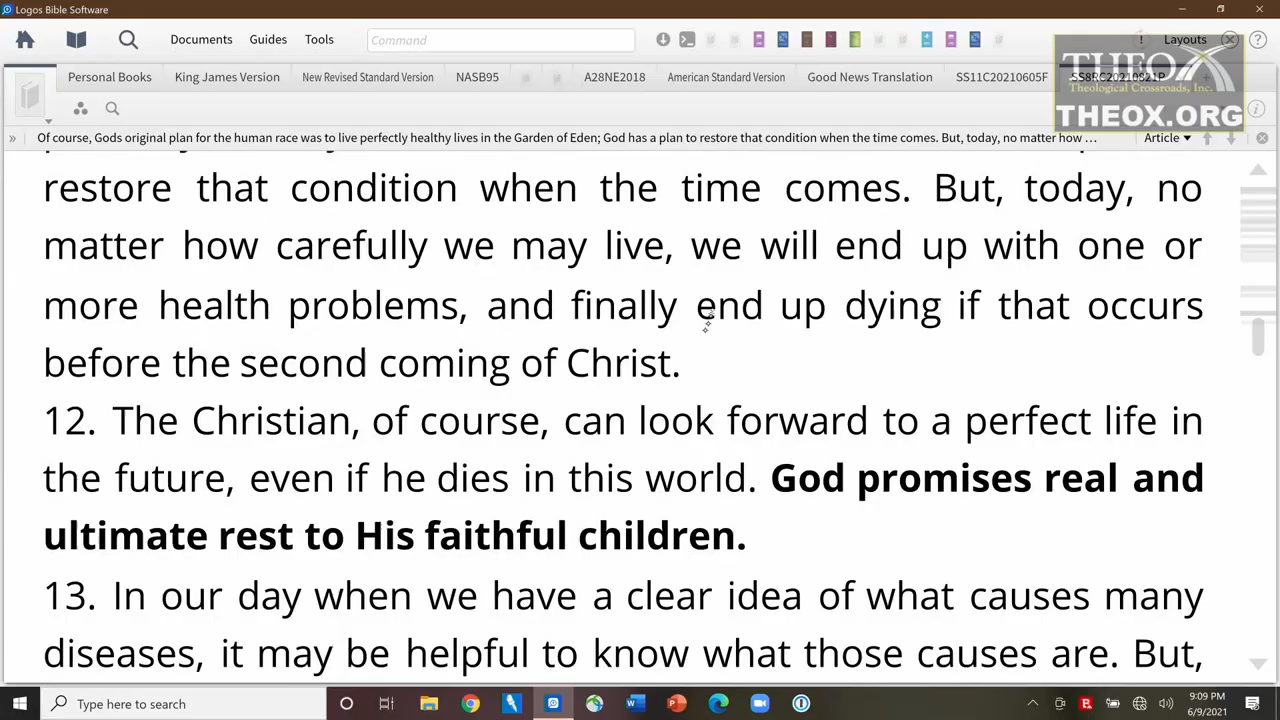 Logos Bible Software
Documents Guides Tools Command Layouts
THEOX
Theological Crossroads, Inc.
THEOX.ORG
Personal Books King James Version New Revised Standard Version NASB95 A28NE2018 American Standard Version Good News Translation SS11C20210605F SS8RC20210821P
» Of course, Gods original plan for the human race was to live perfectly healthy lives in the Garden of Eden; God has a plan to restore that condition when the time comes. But, today, no matter how … Article
restore that condition when the time comes. But, today, no
matter how carefully we may live, we will end up with one or
more health problems, and finally end up dying if that occurs
before the second coming of Christ.
12. The Christian, of course, can look forward to a perfect life in
the future, even if he dies in this world. God promises real and
ultimate rest to His faithful children.
13. In our day when we have a clear idea of what causes many
diseases, it may be helpful to know what those causes are. But,
Type here to search
9:09 PM
6/9/2021